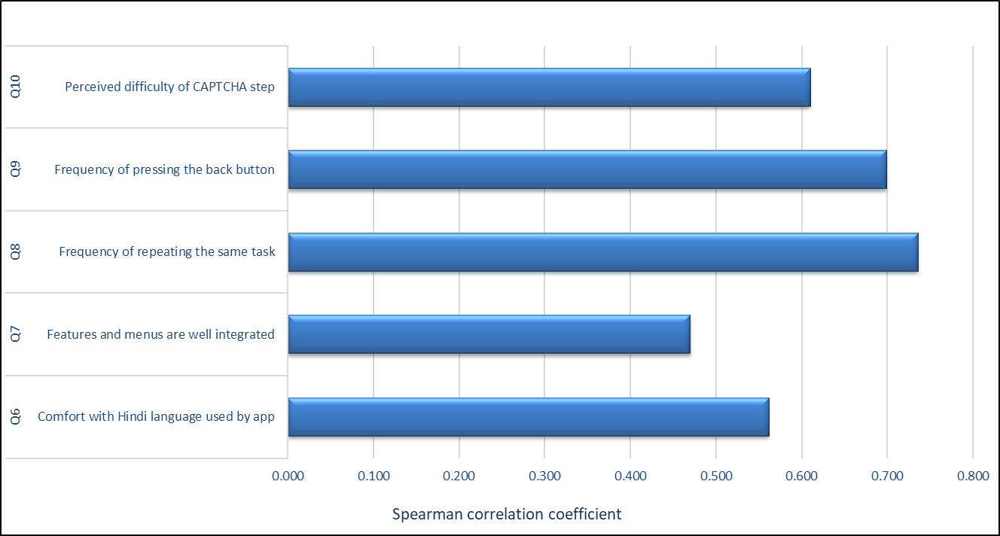 Q10 Perceived difficulty of CAPTCHA step
Q9 Frequency of pressing the back button
Q8 Frequency of repeating the same task
Q7 Features and menus are well integrated
Q6 Comfort with Hindi language used by app
0.000 0.100 0.200 0.300 0.400 0.500 0.600 0.700 0.800
Spearman correlation coefficient